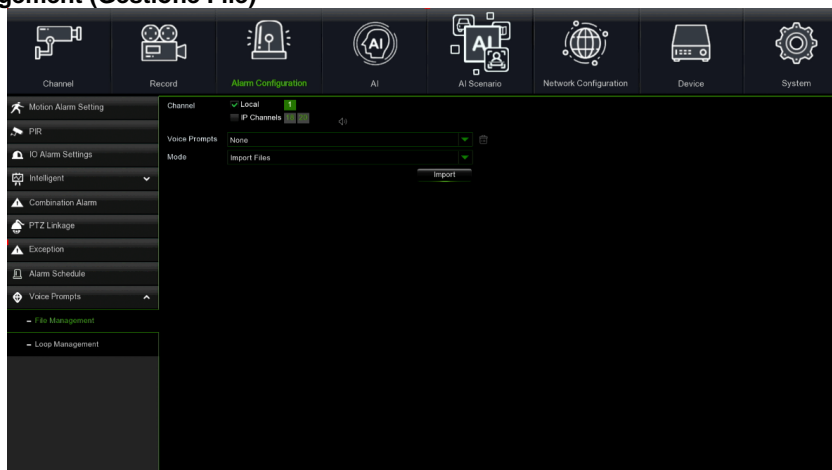 gement (Gestione File)
Channel Record Alarm Configuration AI AI Scenario Network Configuration Device System
Motion Alarm Setting
PIR
IO Alarm Settings
Intelligent
Combination Alarm
PTZ Linkage
Exception
Alarm Schedule
Voice Prompts
– File Management
– Loop Management
Channel Local 1
IP Channels
Voice Prompts None
Mode Import Files
Import